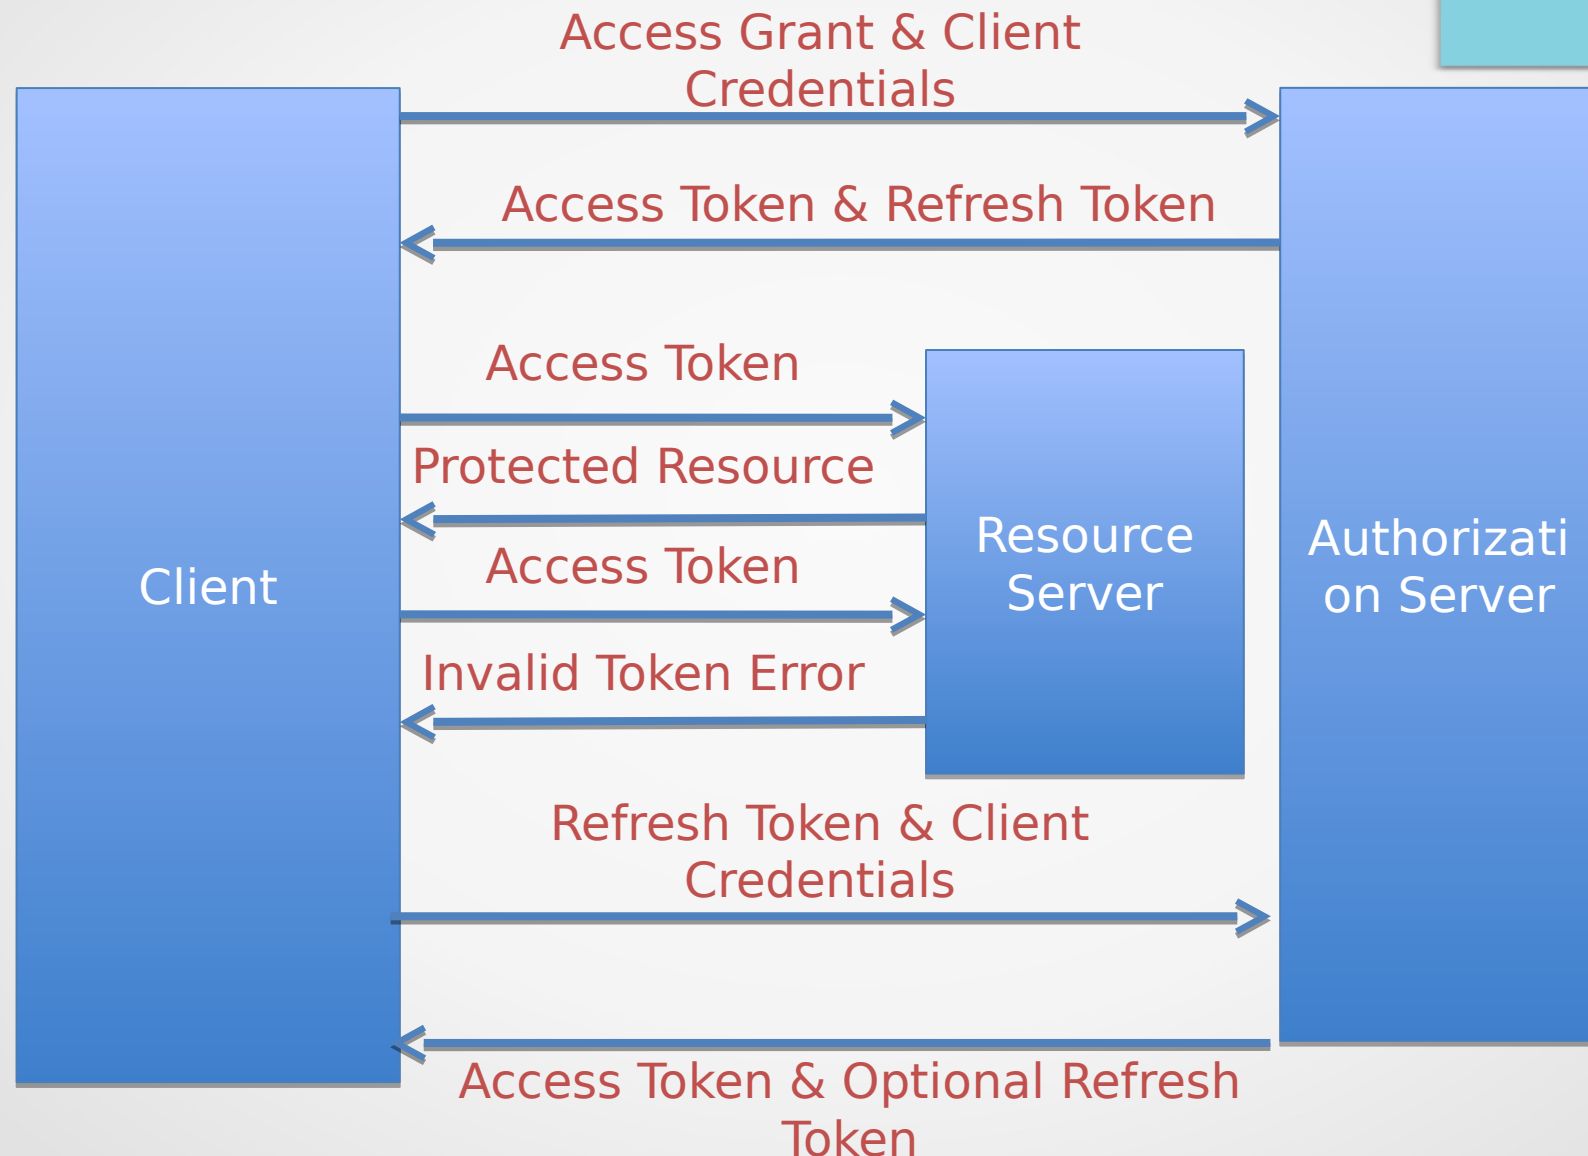 Access Grant & Client
Credentials
Access Token & Refresh Token
Access Token
Protected Resource
Access Token
Invalid Token Error
Client
Resource
Server
Authorizati
on Server
Refresh Token & Client
Credentials
Access Token & Optional Refresh
Token